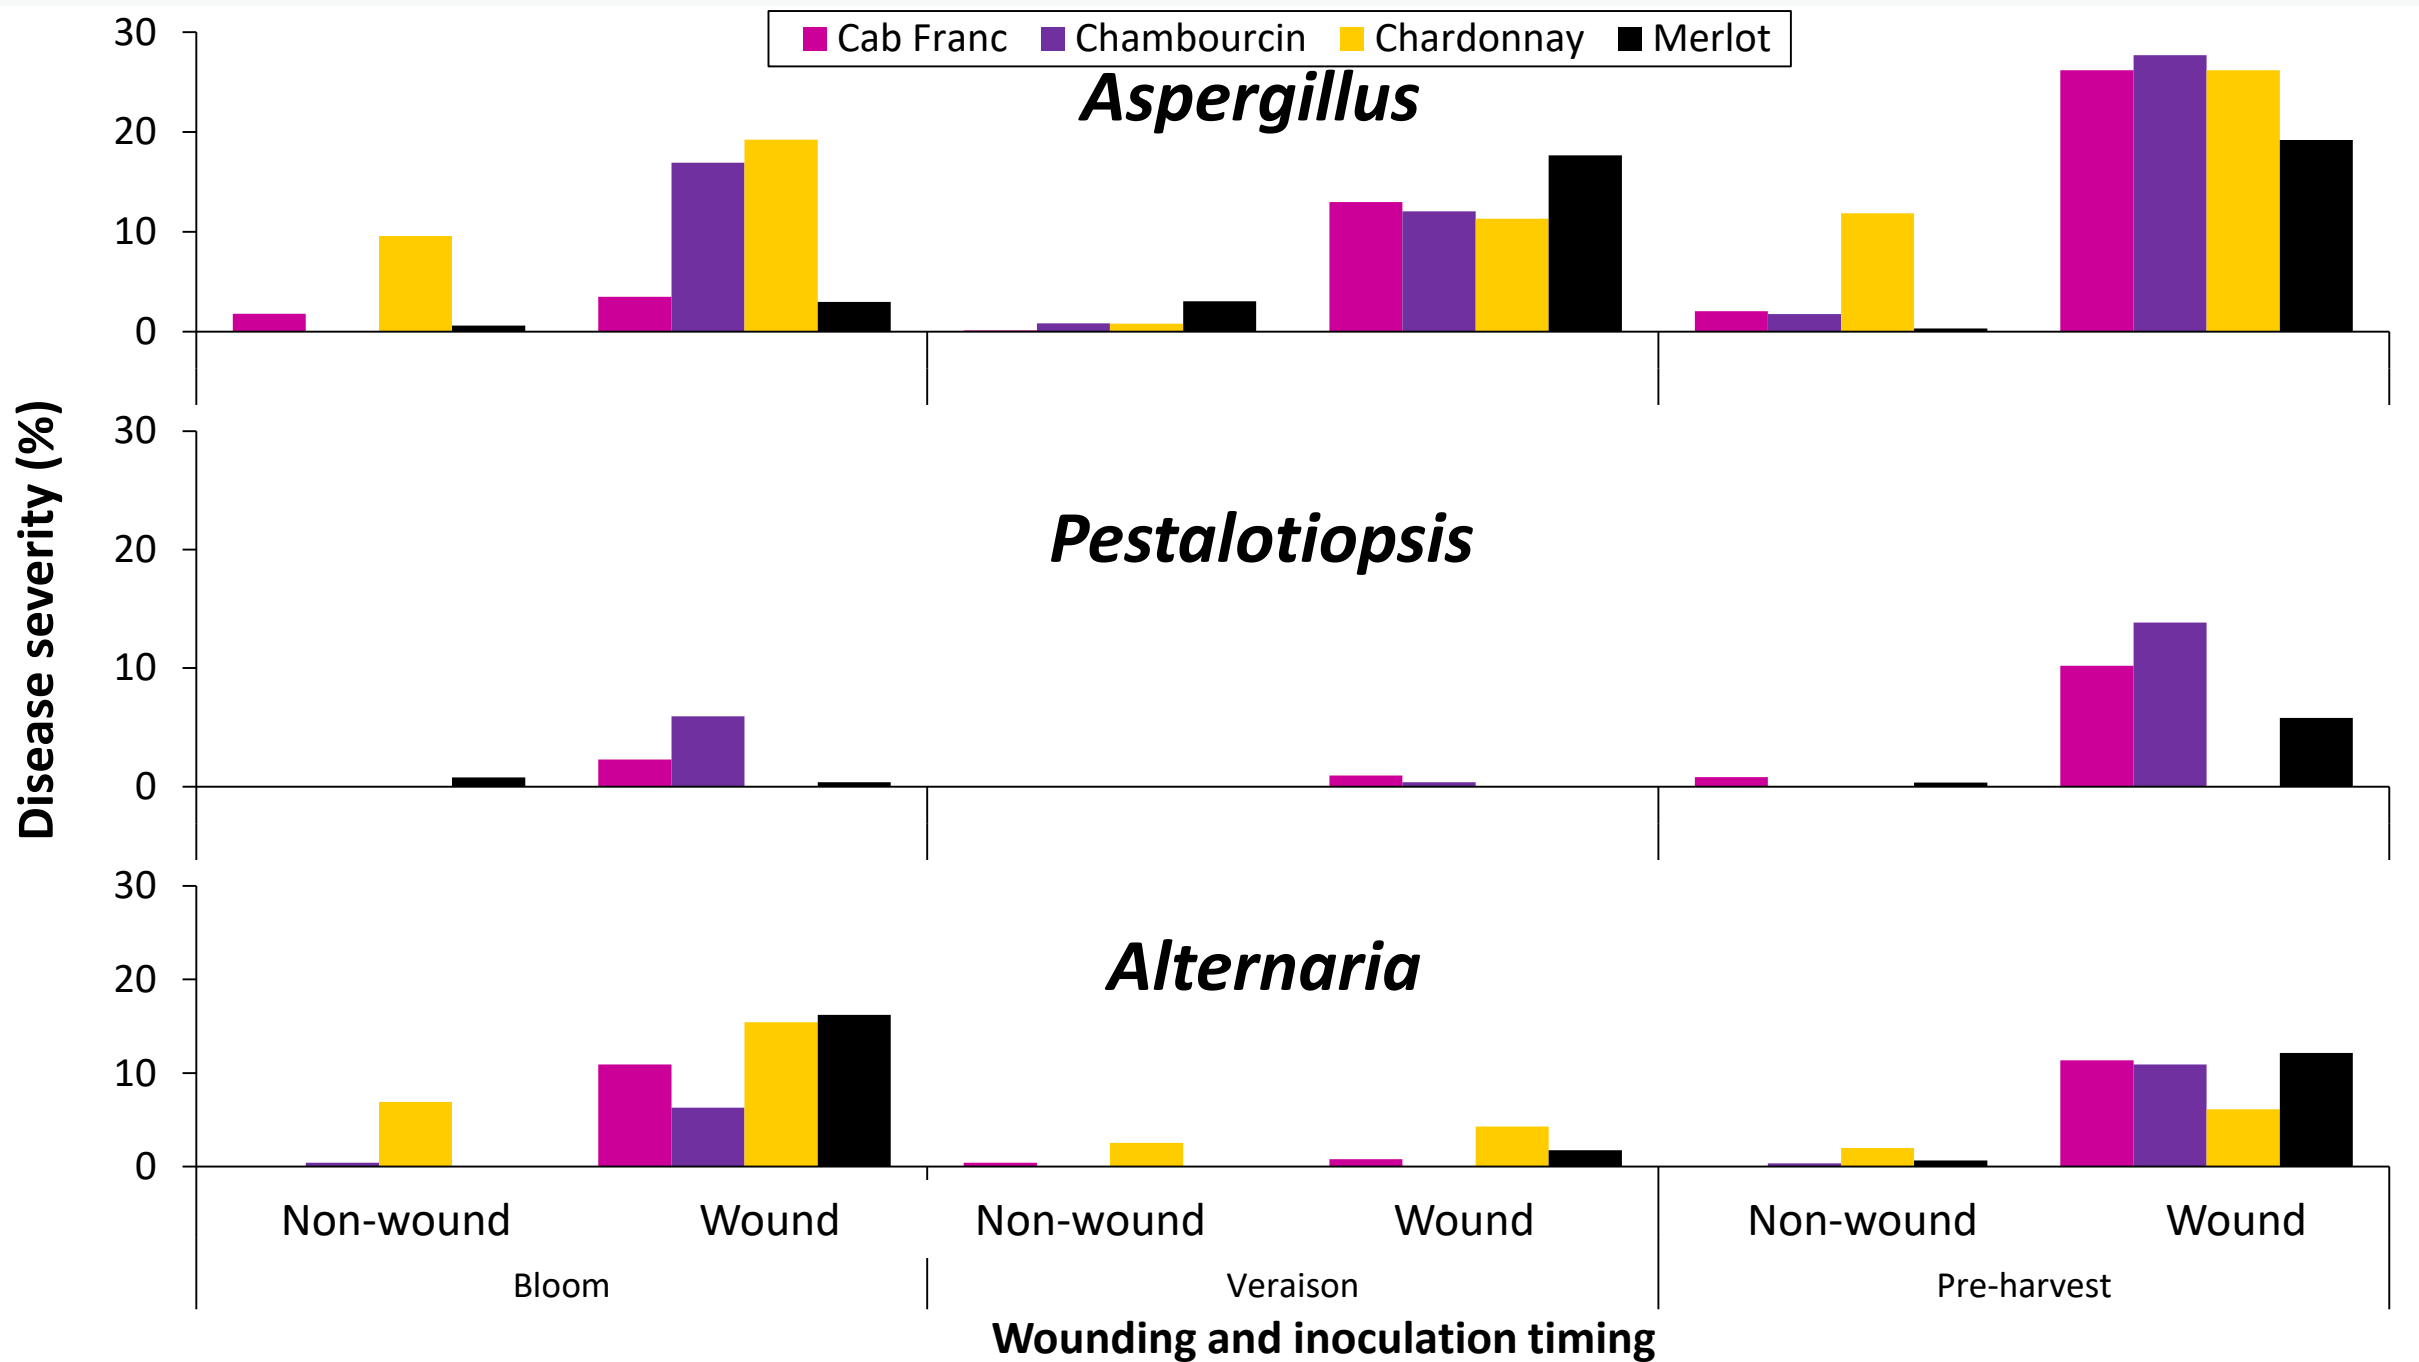 Cab Franc Chambourcin Chardonnay Merlot
Aspergillus
30
20
10
0
Disease severity (%)
Pestalotiopsis
30
20
10
0
Alternaria
30
20
10
0
Non-wound Wound Non-wound Wound Non-wound Wound
Bloom Veraison Pre-harvest
Wounding and inoculation timing